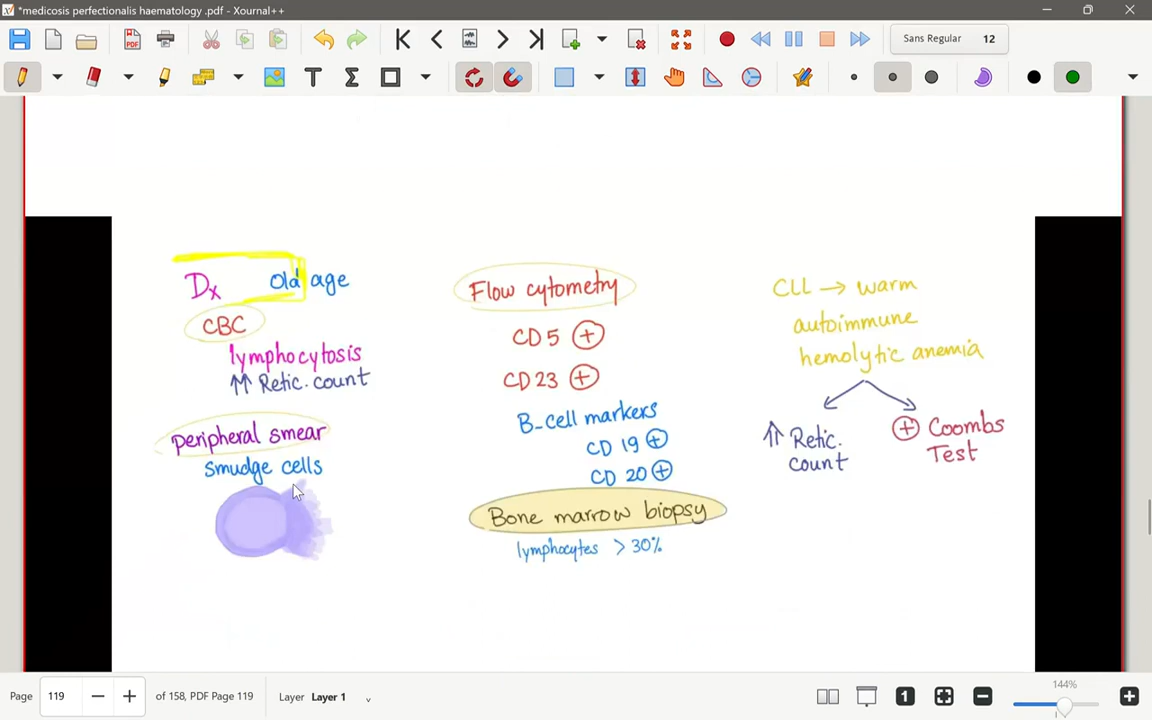 *medicosis perfectionalis haematology .pdf - Xournal++
Sans Regular 12
Dx Old age
CBC
lymphocytosis
↑↑ Retic. count
Peripheral smear
smudge cells
Flow cytometry
CD 5 +
CD 23 +
B-cell markers
CD 19 +
CD 20 +
Bone marrow biopsy
lymphocytes > 30%
CLL → warm
autoimmune
hemolytic anemia
↑↑ Retic.
count
+ Coombs
Test
Page 119 of 158, PDF Page 119 Layer Layer 1
144%